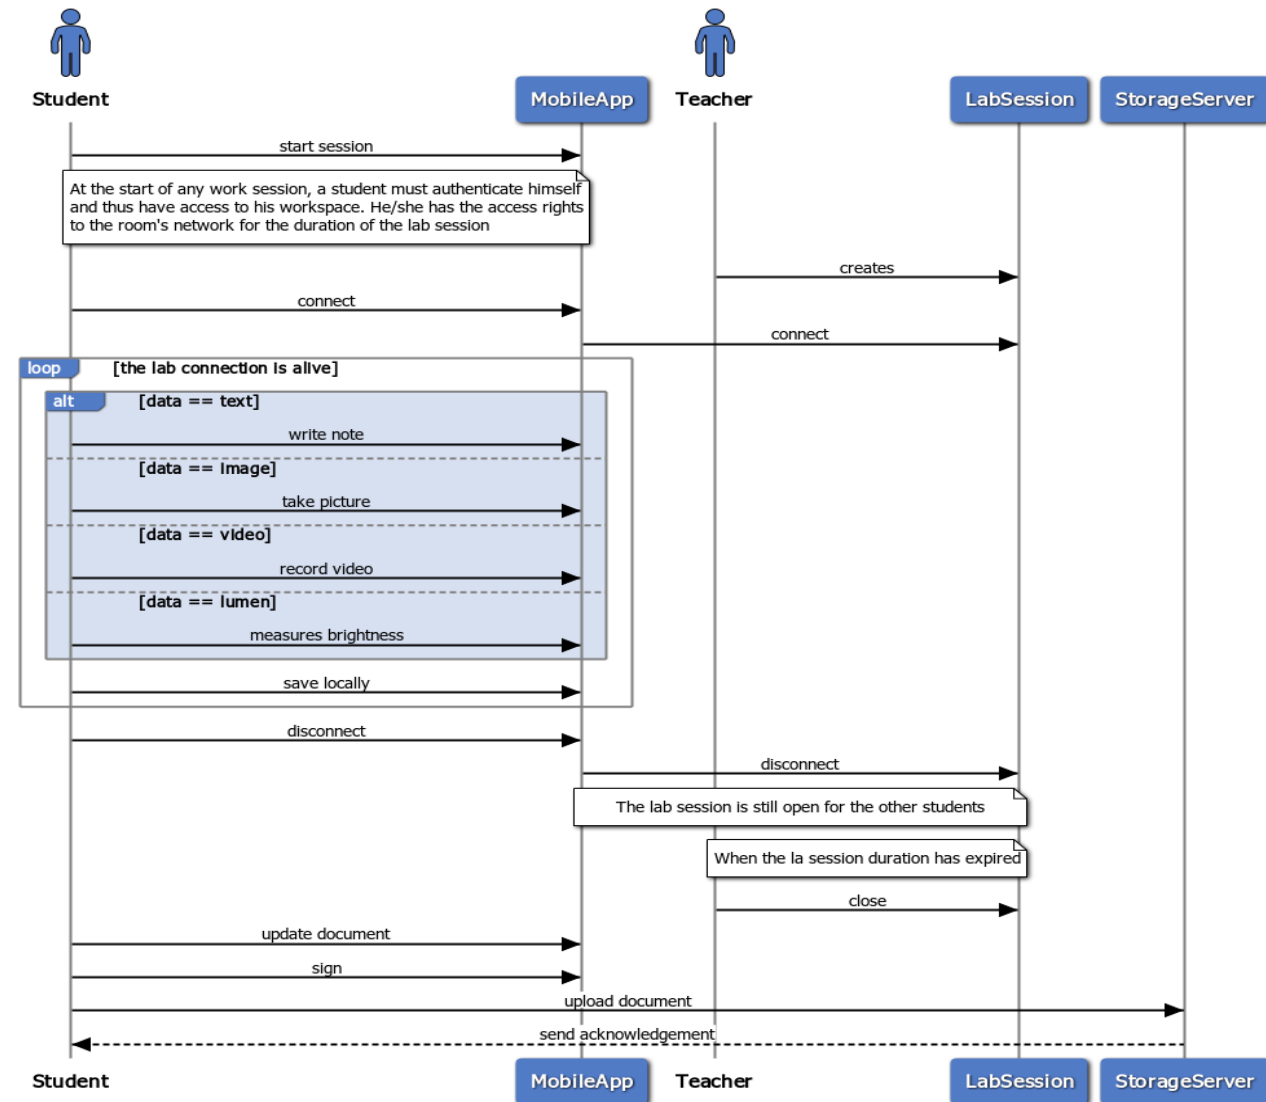 Student
MobileApp
Teacher
LabSession
StorageServer
start session
At the start of any work session, a student must authenticate himself
and thus have access to his workspace. He/she has the access rights
to the room's network for the duration of the lab session
creates
connect
connect
loop [the lab connection is alive]
alt [data == text]
write note
[data == image]
take picture
[data == video]
record video
[data == lumen]
measures brightness
save locally
disconnect
disconnect
The lab session is still open for the other students
When the la session duration has expired
close
update document
sign
upload document
send acknowledgement
Student
MobileApp
Teacher
LabSession
StorageServer